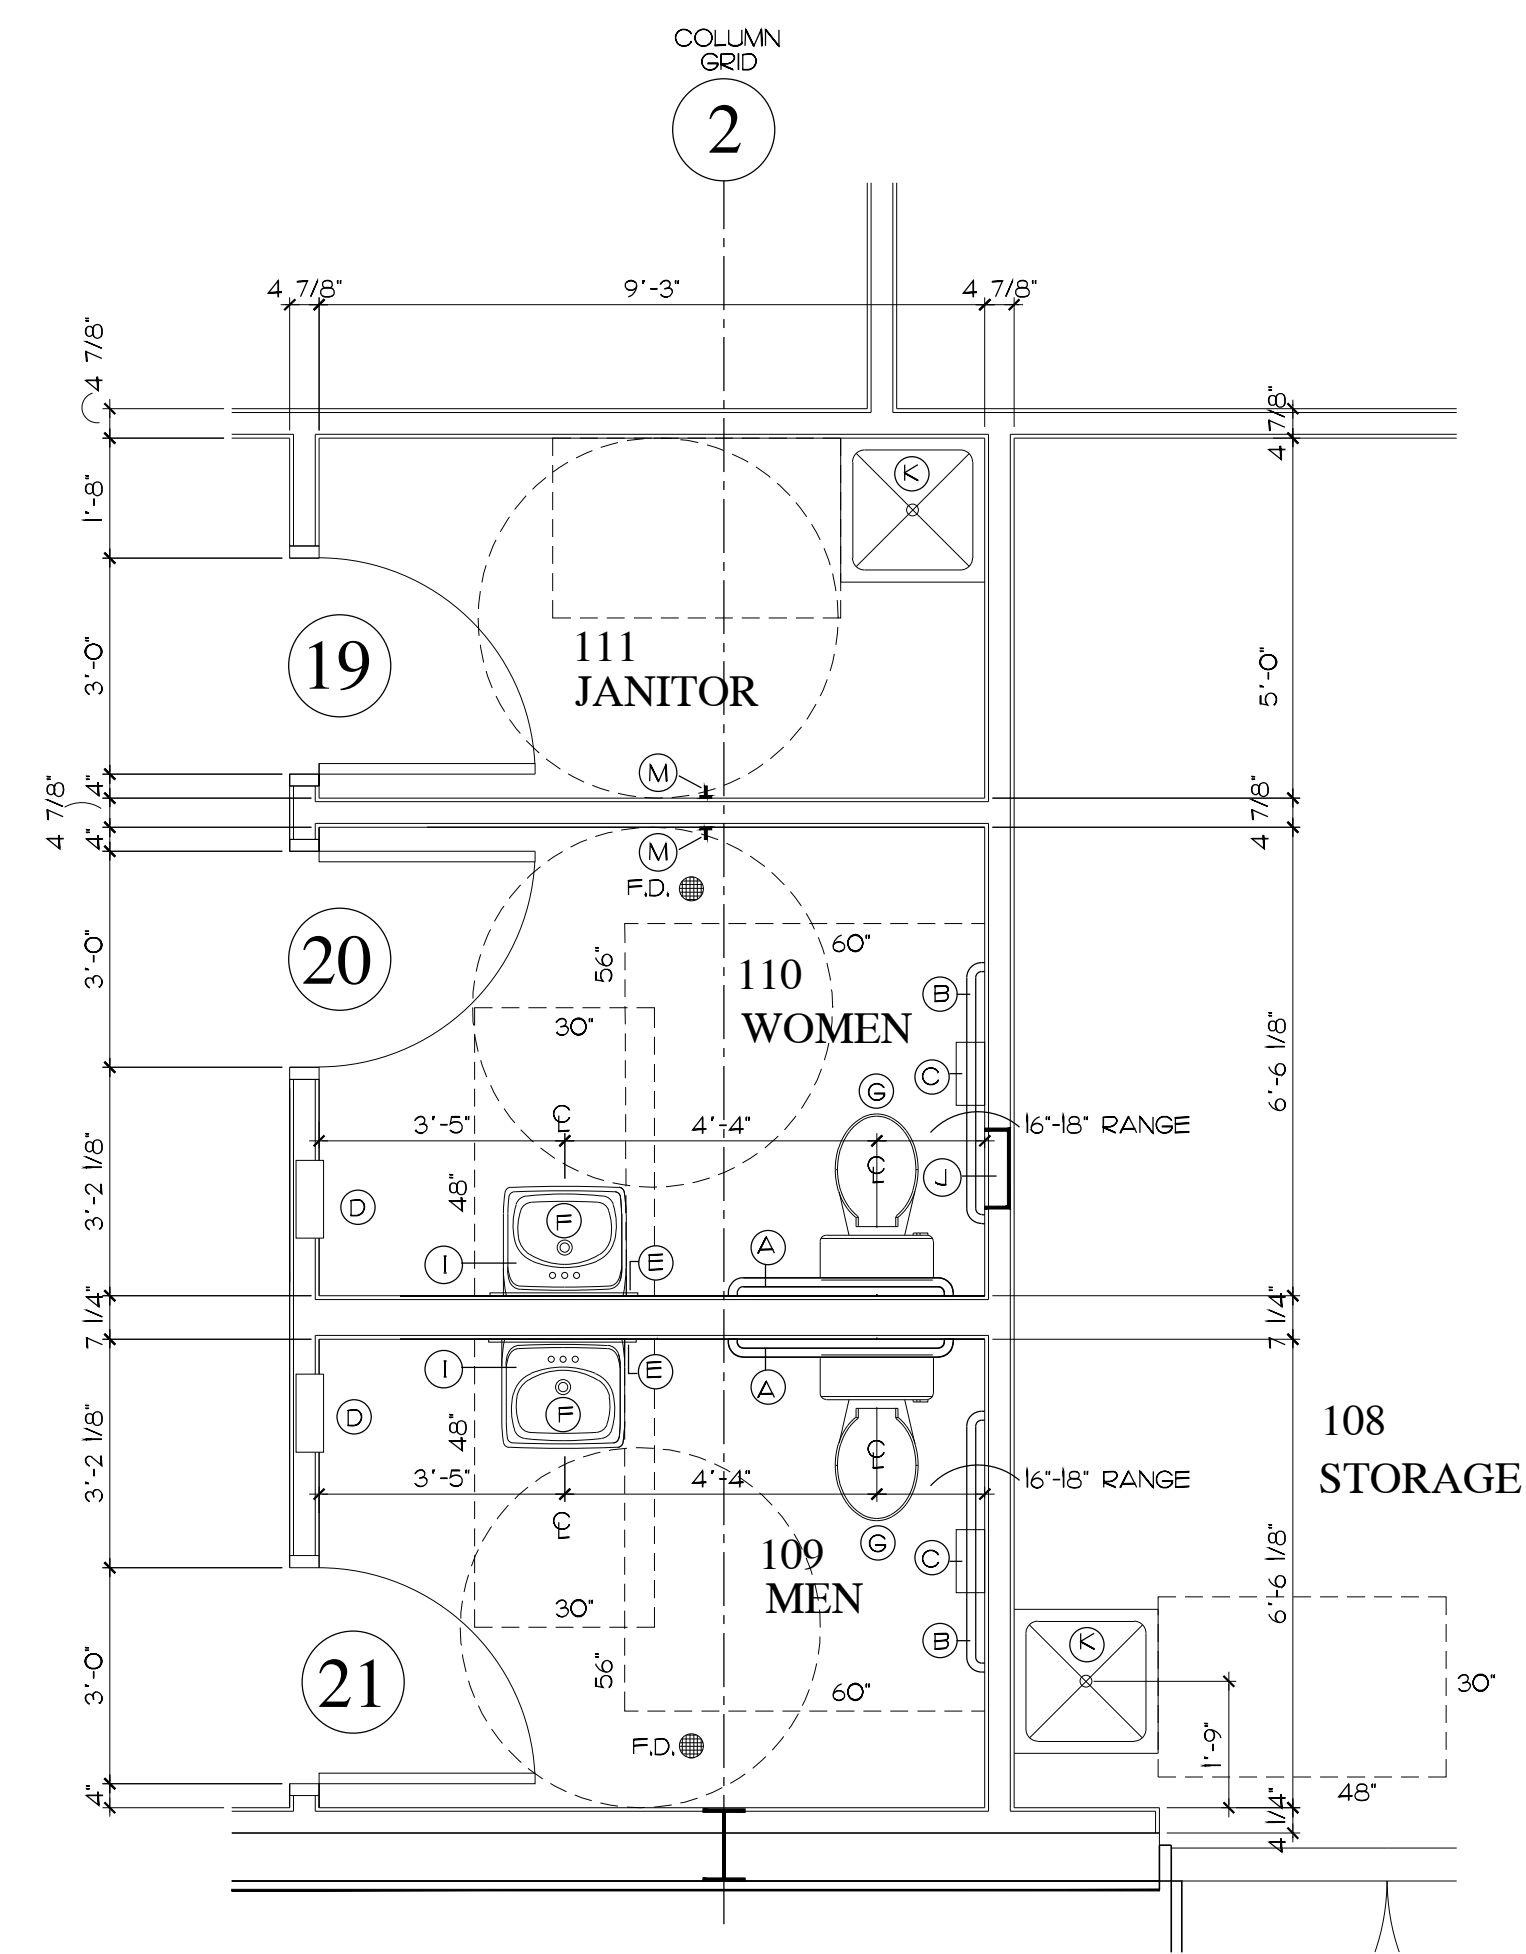 COLUMN
GRID
2
4 7/8"
9'-3"
4 7/8"
4 7/8"
4 7/8"
K
1'-8"
19
111
JANITOR
3'-0"
5'-0"
M
4"
4 7/8"
4 7/8"
4"
M
F.D.
20
3'-0"
60"
56"
110
WOMEN
B
30"
C
6'-6 1/8"
G
3'-5"
CL
4'-4"
16"-18" RANGE
CL
J
3'-2 1/8"
48"
D
F
A
I
E
7 1/4"
7 1/4"
I
E
A
D
F
48"
3'-2 1/8"
108
STORAGE
3'-5"
4'-4"
CL
16"-18" RANGE
CL
G
109
MEN
C
6'-6 1/8"
30"
B
K
21
3'-0"
56"
60"
30"
F.D.
1'-9"
48"
4"
4 1/4"